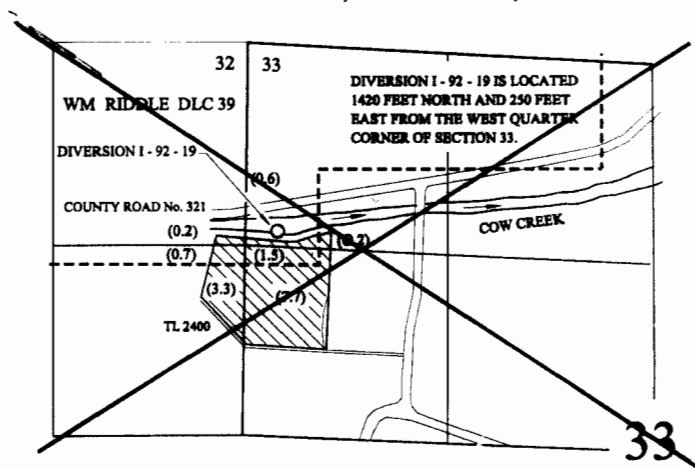 32 33
WM RIDDLE DLC 39
DIVERSION I - 92 - 19 IS LOCATED
1420 FEET NORTH AND 250 FEET
EAST FROM THE WEST QUARTER
CORNER OF SECTION 33.
DIVERSION I - 92 - 19
(0.6)
COUNTY ROAD No. 321
(0.2)
COW CREEK
(0.2)
(0.7)
(1.5)
(3.3)
(7.7)
TL 2400
33